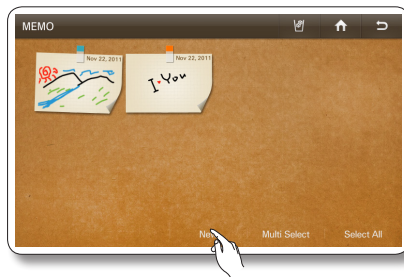 MEMO
Nov 22, 2011
Nov 22, 2011
I ♥ You
Multi Select
Select All